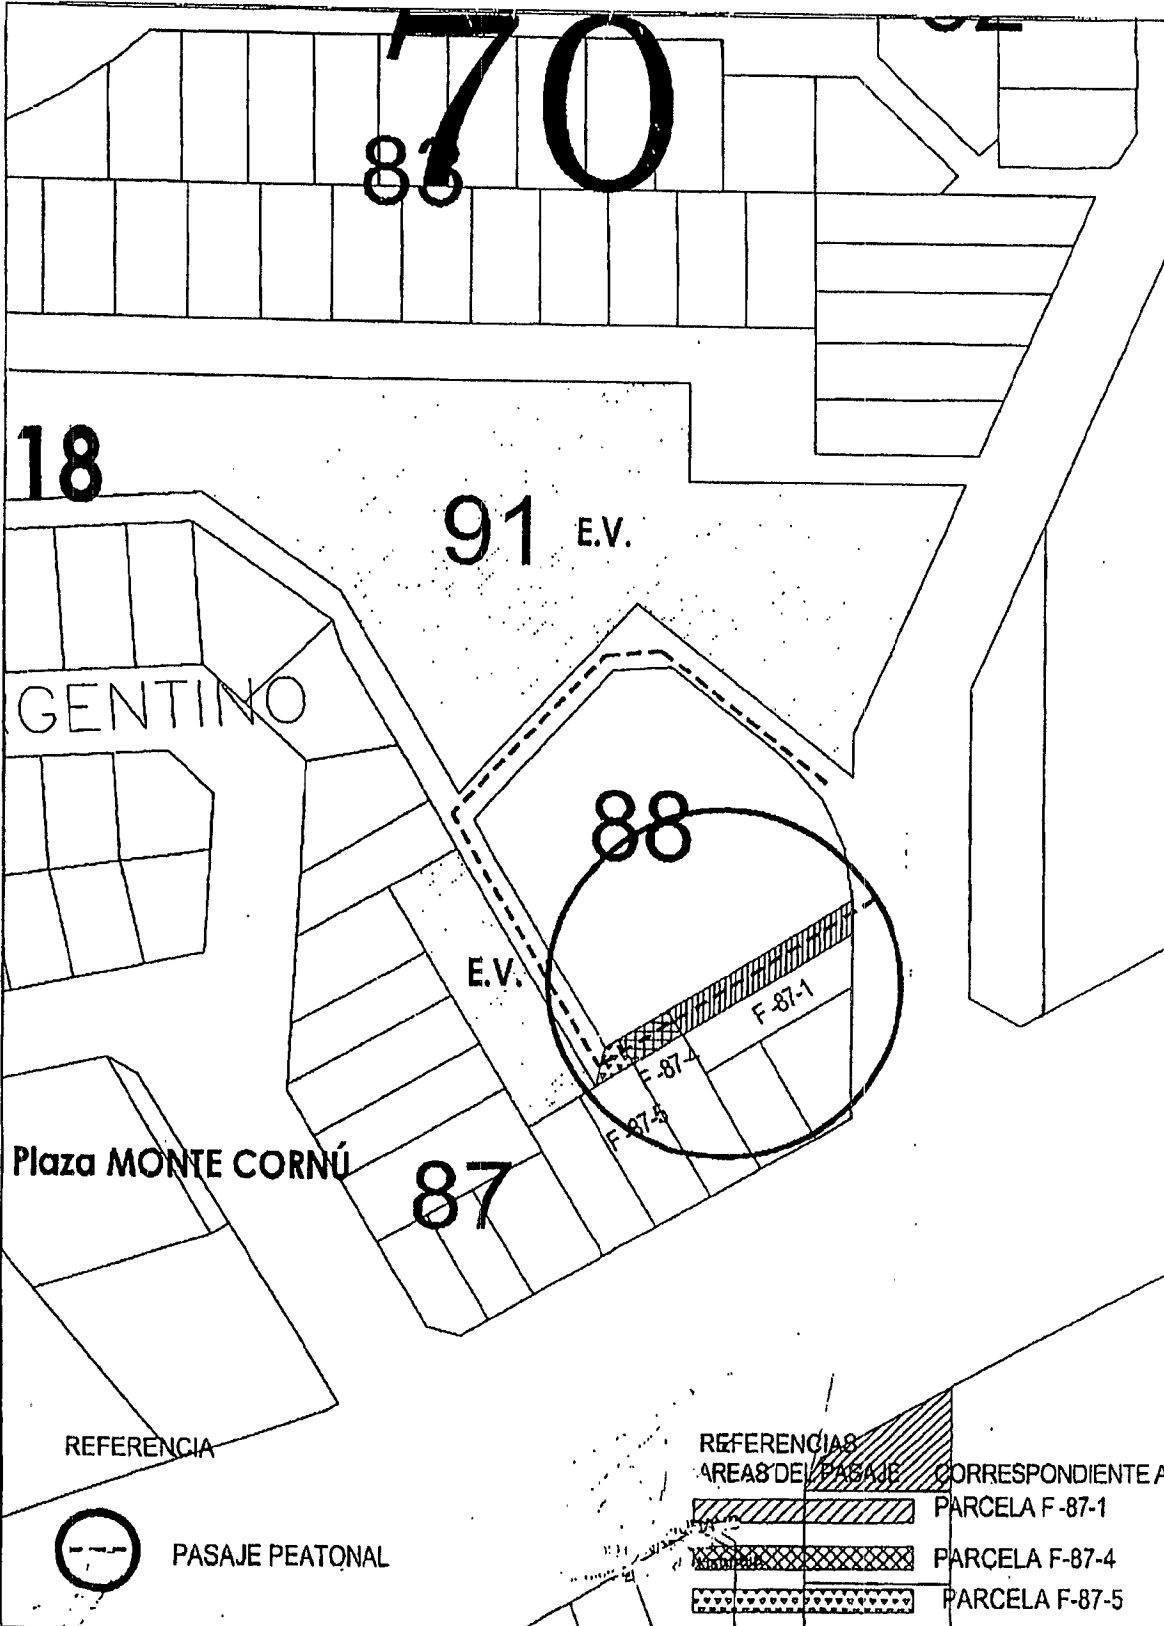 70
83
18
91 E.V.
GENTINO
88
E.V.
F-87-1
F-87-4
F-87-5
Plaza MONTE CORNÚ
87
REFERENCIA
PASAJE PEATONAL
REFERENCIAS
AREAS DEL PASAJE CORRESPONDIENTE A
PARCELA F-87-1
PARCELA F-87-4
PARCELA F-87-5